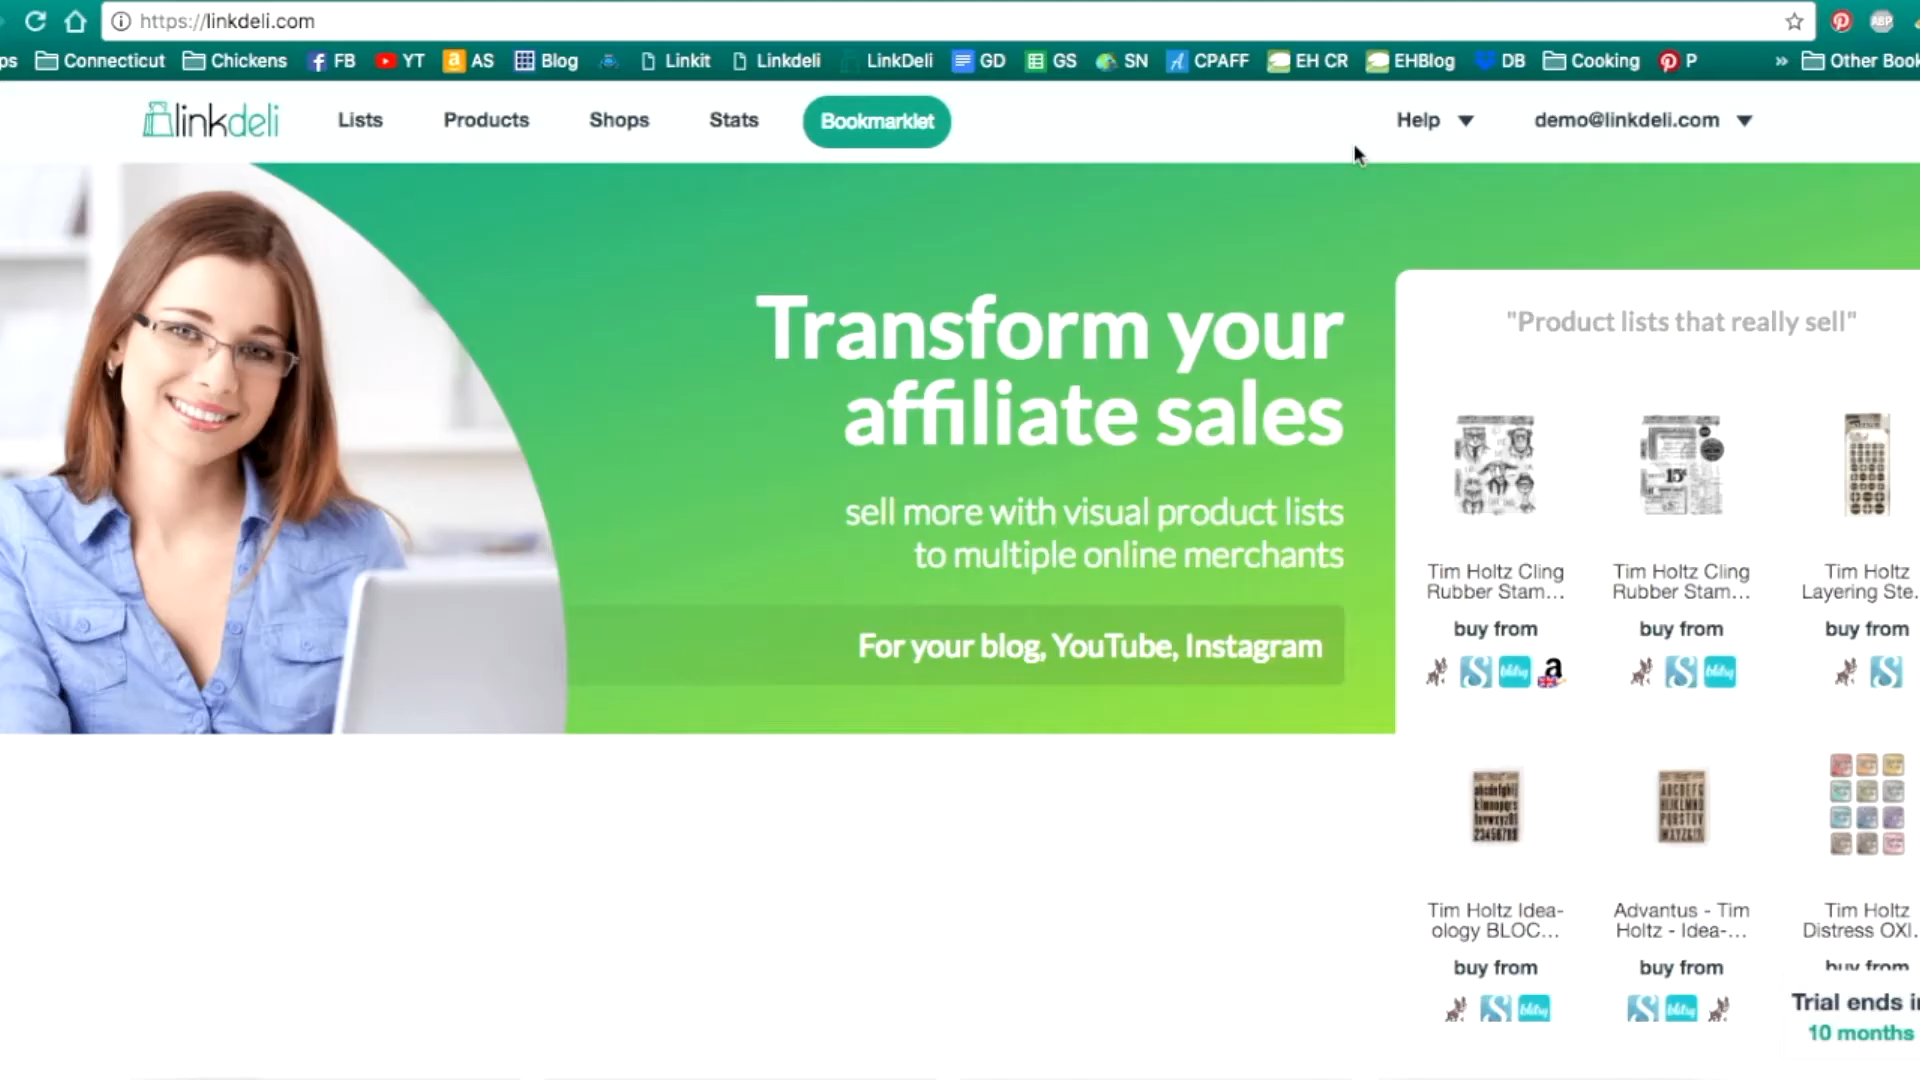 https://linkdeli.com
ps Connecticut Chickens FB YT AS Blog Linkit Linkdeli LinkDeli GD GS SN CPAFF EH CR EHBlog DB Cooking P » Other Book
linkdeli Lists Products Shops Stats Bookmarklet Help demo@linkdeli.com
Transform your
affiliate sales
sell more with visual product lists
to multiple online merchants
For your blog, YouTube, Instagram
"Product lists that really sell"
Tim Holtz Cling Tim Holtz Cling Tim Holtz
Rubber Stam... Rubber Stam... Layering Ste.
buy from buy from buy from
Tim Holtz Idea- Advantus - Tim Tim Holtz
ology BLOC... Holtz - Idea-... Distress OXI.
buy from buy from buy from
Trial ends in
10 months